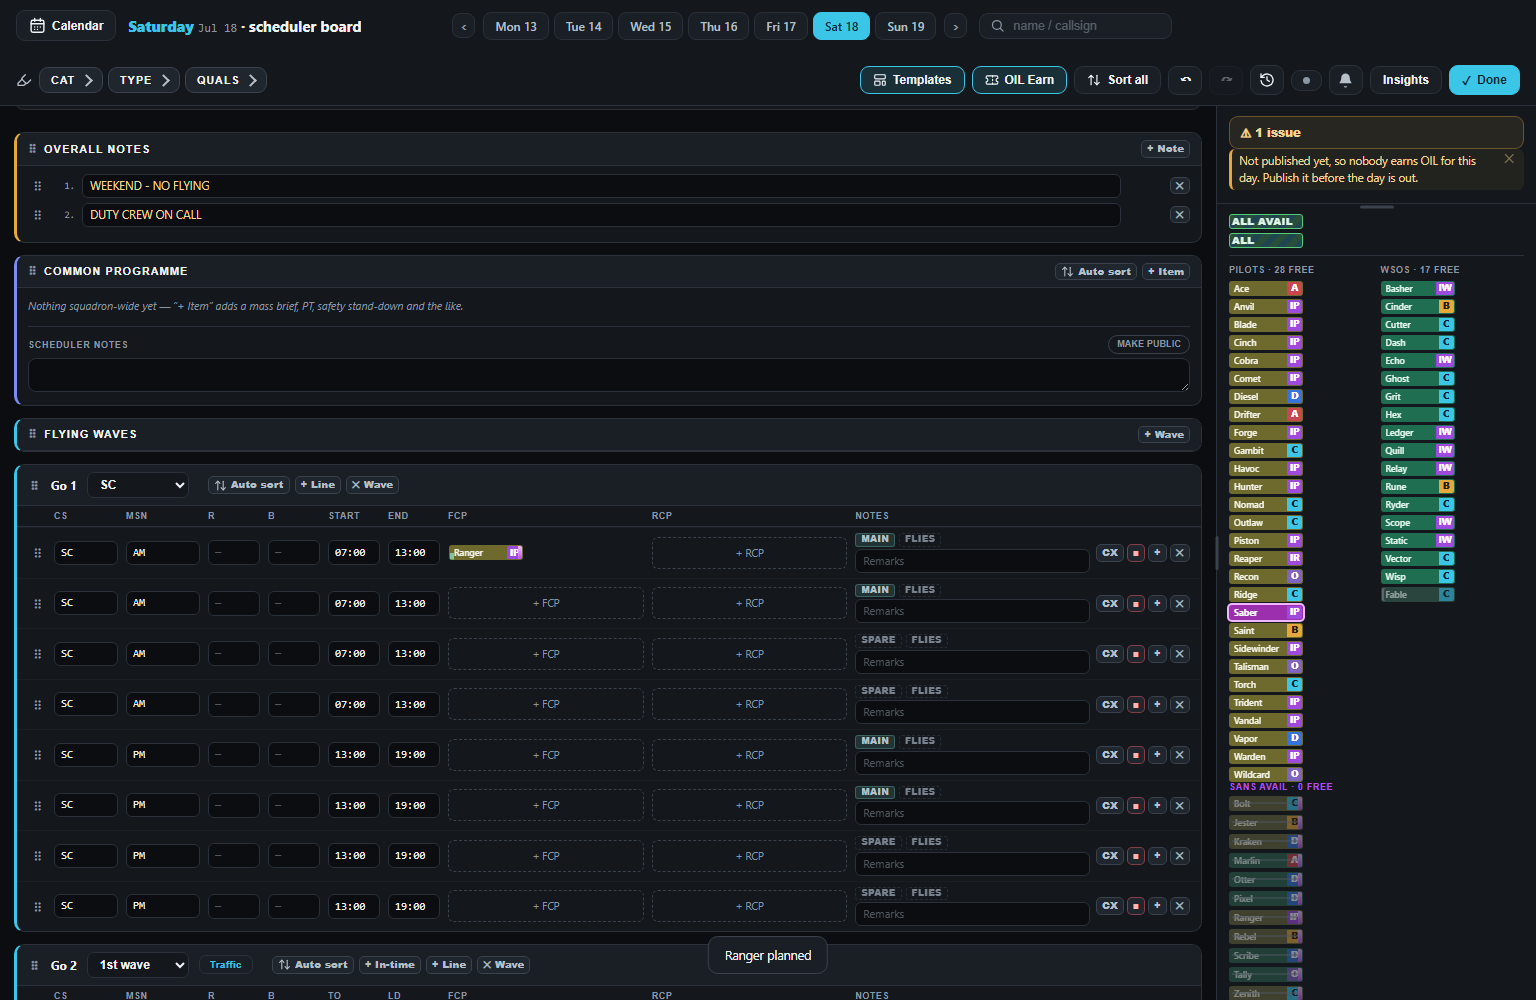 Calendar
Saturday Jul 18 · scheduler board
‹ Mon 13 Tue 14 Wed 15 Thu 16 Fri 17 Sat 18 Sun 19 ›
name / callsign
CAT TYPE QUALS
Templates OIL Earn Sort all Insights ✓ Done
OVERALL NOTES
+ Note
1. WEEKEND - NO FLYING
2. DUTY CREW ON CALL
COMMON PROGRAMME
Auto sort + Item
Nothing squadron-wide yet — "+ Item" adds a mass brief, PT, safety stand-down and the like.
SCHEDULER NOTES
MAKE PUBLIC
FLYING WAVES
+ Wave
Go 1 SC Auto sort + Line ✕ Wave
CS MSN R B START END FCP RCP NOTES
MAIN FLIES
SC AM – – 07:00 13:00 Ranger IP + RCP Remarks CX ■ + ✕
MAIN FLIES
SC AM – – 07:00 13:00 + FCP + RCP Remarks CX ■ + ✕
SPARE FLIES
SC AM – – 07:00 13:00 + FCP + RCP Remarks CX ■ + ✕
SPARE FLIES
SC AM – – 07:00 13:00 + FCP + RCP Remarks CX ■ + ✕
MAIN FLIES
SC PM – – 13:00 19:00 + FCP + RCP Remarks CX ■ + ✕
MAIN FLIES
SC PM – – 13:00 19:00 + FCP + RCP Remarks CX ■ + ✕
SPARE FLIES
SC PM – – 13:00 19:00 + FCP + RCP Remarks CX ■ + ✕
SPARE FLIES
SC PM – – 13:00 19:00 + FCP + RCP Remarks CX ■ + ✕
Go 2 1st wave Traffic Auto sort + In-time + Line ✕ Wave
CS MSN R B TO LD FCP RCP NOTES
Ranger planned
⚠ 1 issue
Not published yet, so nobody earns OIL for this
day. Publish it before the day is out.
ALL AVAIL
ALL
PILOTS · 28 FREE
Ace A
Anvil IP
Blade IP
Cinch IP
Cobra IP
Comet IP
Diesel D
Drifter A
Forge IP
Gambit C
Havoc IP
Hunter IP
Nomad C
Outlaw C
Piston IP
Reaper IR
Recon O
Ridge C
Saber IP
Saint B
Sidewinder IP
Talisman O
Torch C
Trident IP
Vandal IP
Vapor D
Warden IP
Wildcard O
SANS AVAIL · 0 FREE
Bolt C
Jester B
Kraken D
Marlin A
Otter D
Pixel D
Ranger IP
Rebel B
Scribe D
Tally
Zenith C
WSOS · 17 FREE
Basher IW
Cinder B
Cutter C
Dash C
Echo IW
Ghost C
Grit C
Hex C
Ledger IW
Quill IW
Relay IW
Rune B
Ryder C
Scope IW
Static IW
Vector C
Wisp C
Fable C